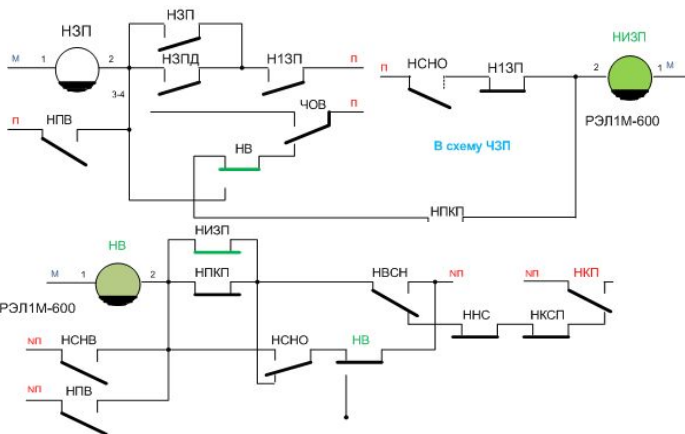 НЗП
НЗП
НИЗП
М 1 2 НЗПД Н1ЗП П
П НСНО Н1ЗП 2 1 М
3-4
П НПВ
ЧОВ П
РЭЛ1М-600
В схему ЧЗП
НВ
НПКП
НВ
НИЗП
М 1 2 НПКП НВСН NП NП НКП
РЭЛ1М-600
ННС НКСП
NП НСНВ НСНО НВ
NП НПВ